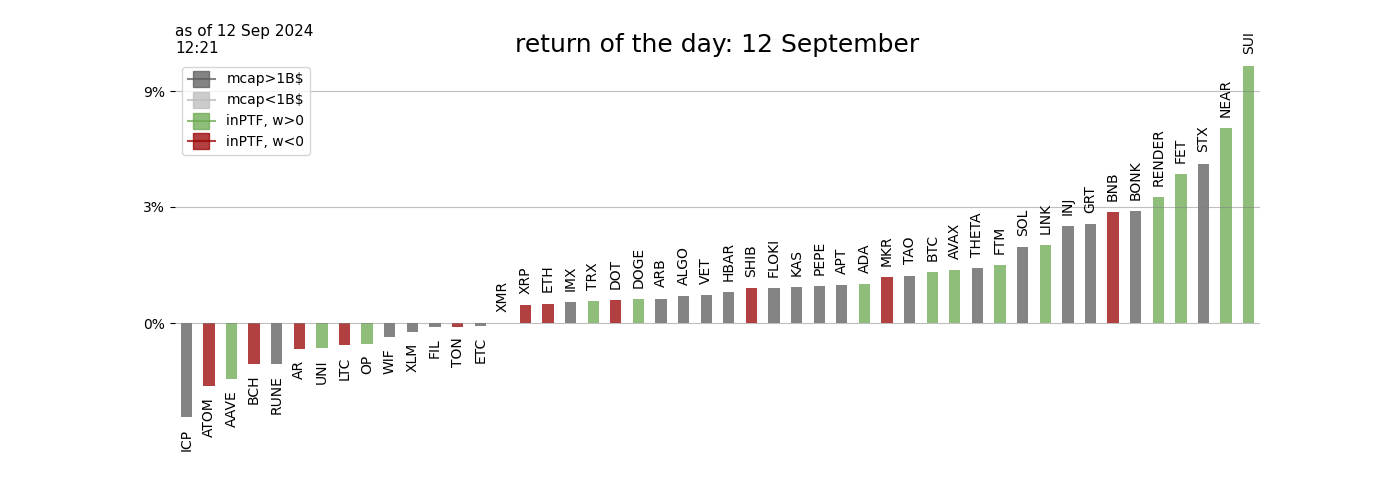 as of 12 Sep 2024
12:21
return of the day: 12 September
mcap>1B$
mcap<1B$
inPTF, w>0
inPTF, w<0
9%
3%
0%
ICP
ATOM
AAVE
BCH
RUNE
AR
UNI
LTC
OP
WIF
XLM
FIL
TON
ETC
XMR
XRP
ETH
IMX
TRX
DOT
DOGE
ARB
ALGO
VET
HBAR
SHIB
FLOKI
KAS
PEPE
APT
ADA
MKR
TAO
BTC
AVAX
THETA
FTM
SOL
LINK
INJ
GRT
BNB
BONK
RENDER
FET
STX
NEAR
SUI